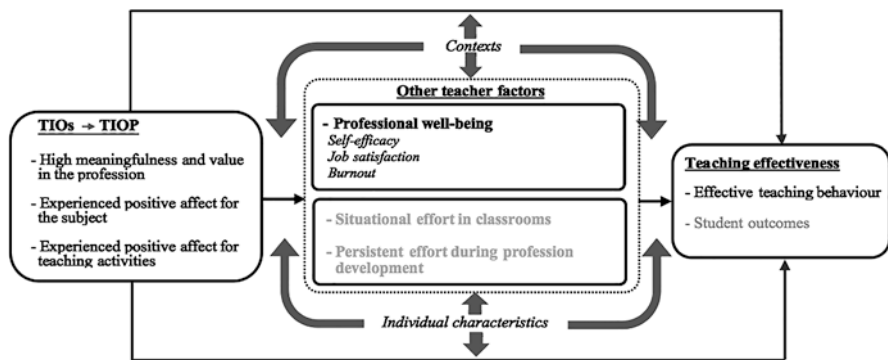 Contexts
Other teacher factors
TIOs → TIOP
- High meaningfulness and value
in the profession
- Experienced positive affect for
the subject
- Experienced positive affect for
teaching activities
- Professional well-being
Self-efficacy
Job satisfaction
Burnout
- Situational effort in classrooms
- Persistent effort during profession
development
Teaching effectiveness
- Effective teaching behaviour
- Student outcomes
Individual characteristics